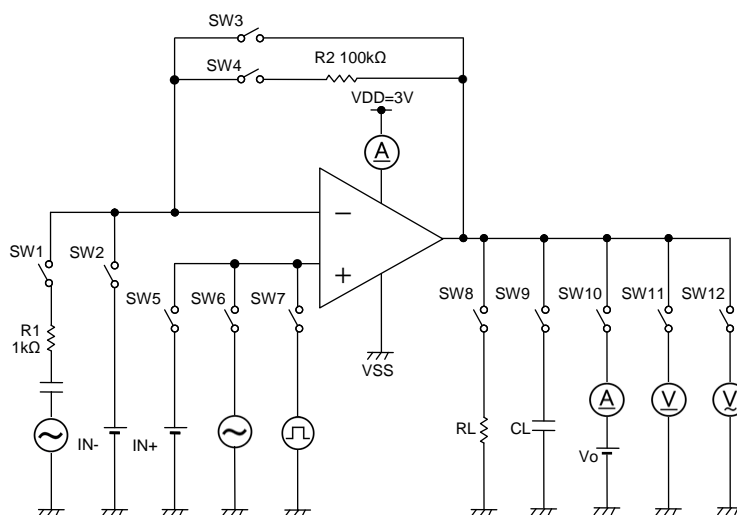 SW3
R2 100kΩ
SW4
VDD=3V
A
−
+
SW1
SW2
SW5
SW6
SW7
SW8
SW9
SW10
SW11
SW12
R1
1kΩ
VSS
A
V
V
IN-
IN+
RL
CL
Vo